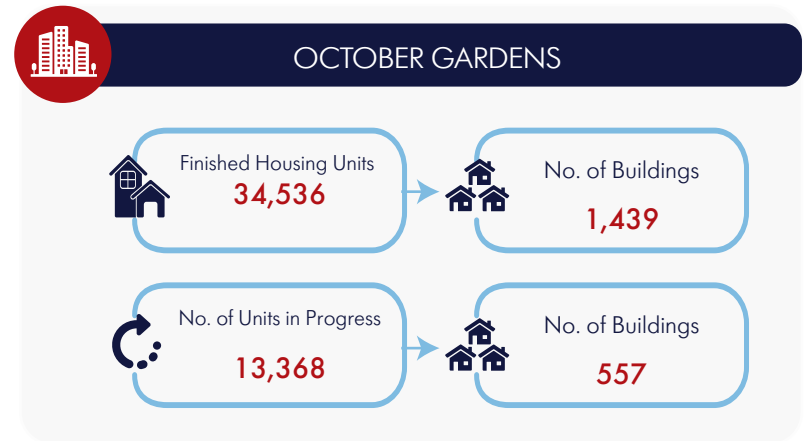 OCTOBER GARDENS
Finished Housing Units
34,536
No. of Buildings
1,439
No. of Units in Progress
13,368
No. of Buildings
557